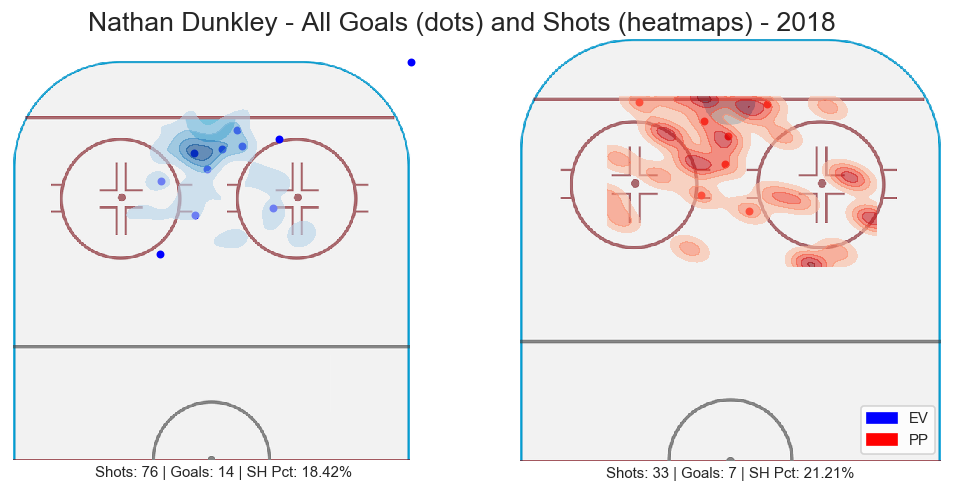 Nathan Dunkley - All Goals (dots) and Shots (heatmaps) - 2018
EV
PP
Shots: 76 | Goals: 14 | SH Pct: 18.42%
Shots: 33 | Goals: 7 | SH Pct: 21.21%